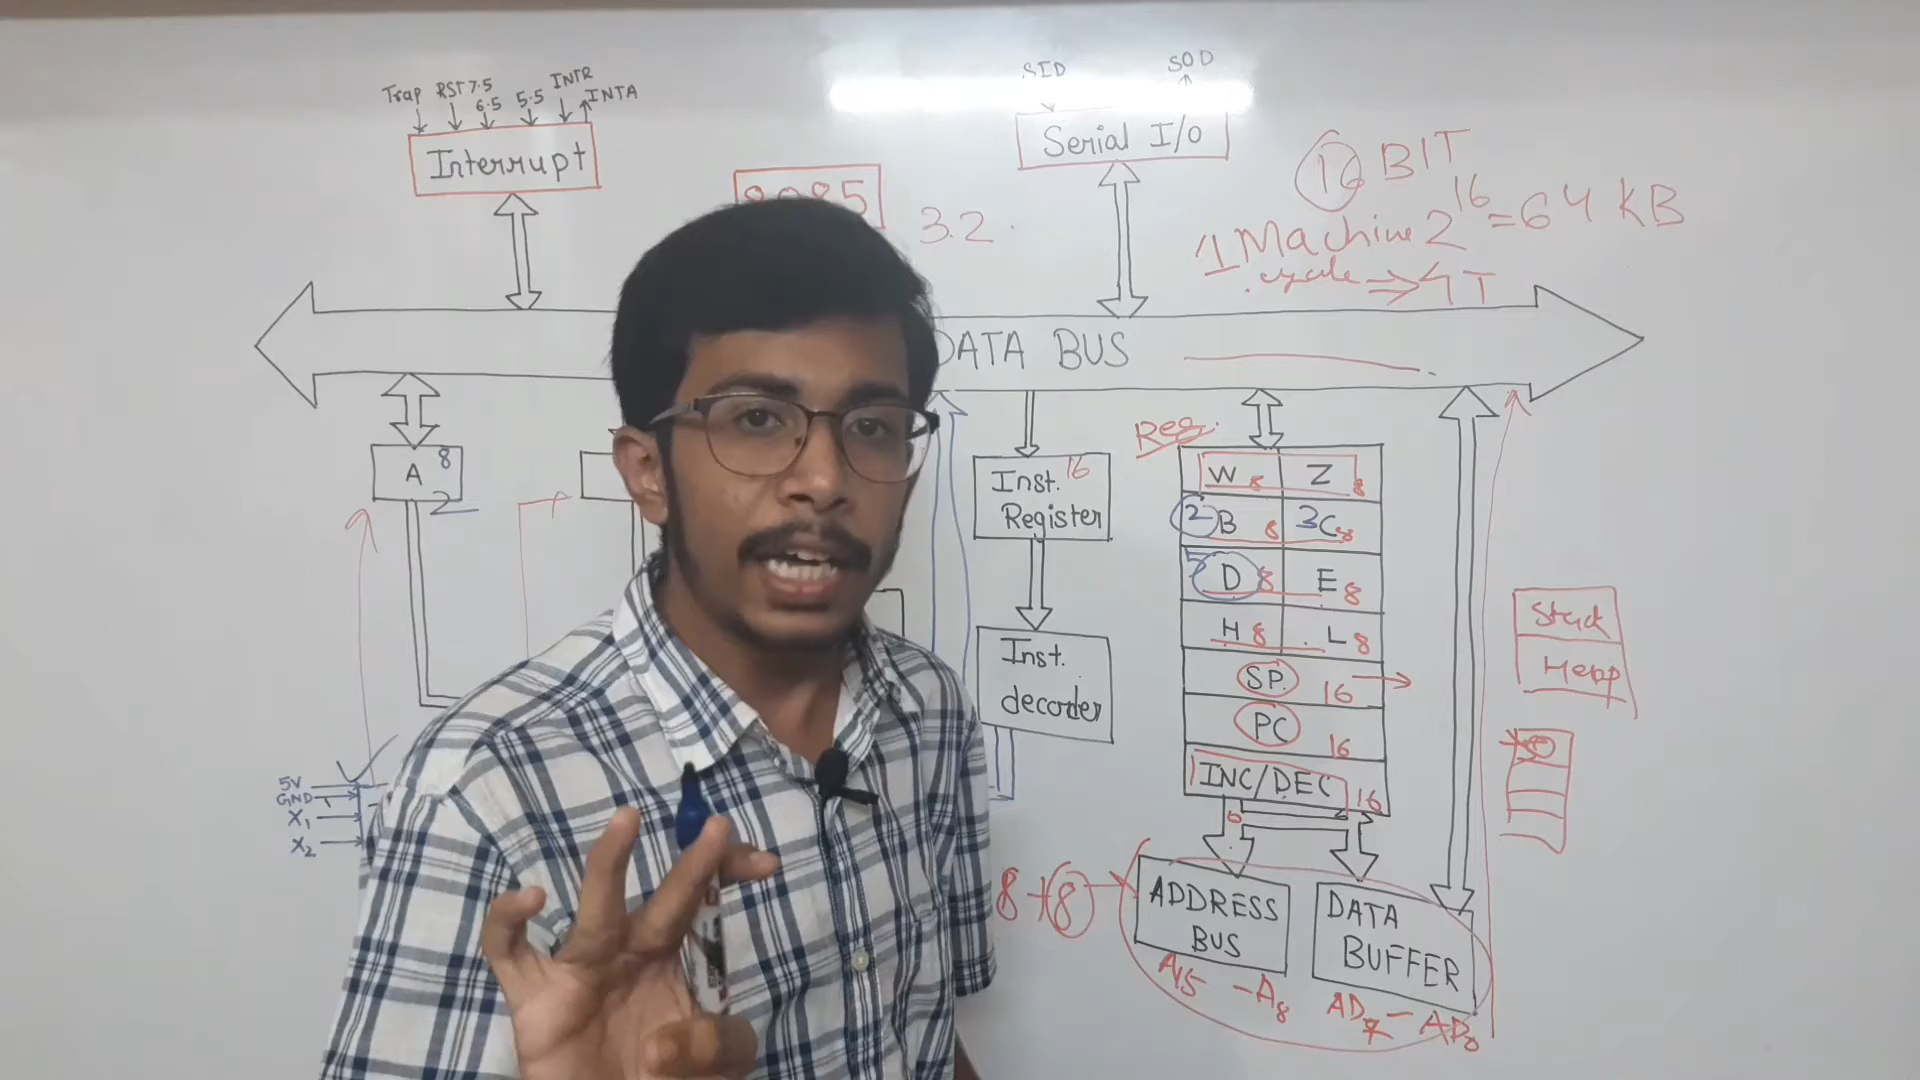 Trap RST 7.5 6.5 5.5 INTR INTA
Interrupt
SID SOD
Serial I/O
8085
3.2
16 BIT
2^16 = 64 KB
1 Machine cycle ⇒ 4T
DATA BUS
A 8
2
Inst. 16
Register
Inst.
decoder
Reg.
W 8 Z 8
2 B 8 3 C 8
5 D 8 E 8
H 8 L 8
SP 16
PC 16
INC/DEC 16
Stack
Heap
5V
GND
X1
X2
8+8
ADDRESS
BUS
A15 - A8
DATA
BUFFER
AD7 - AD0